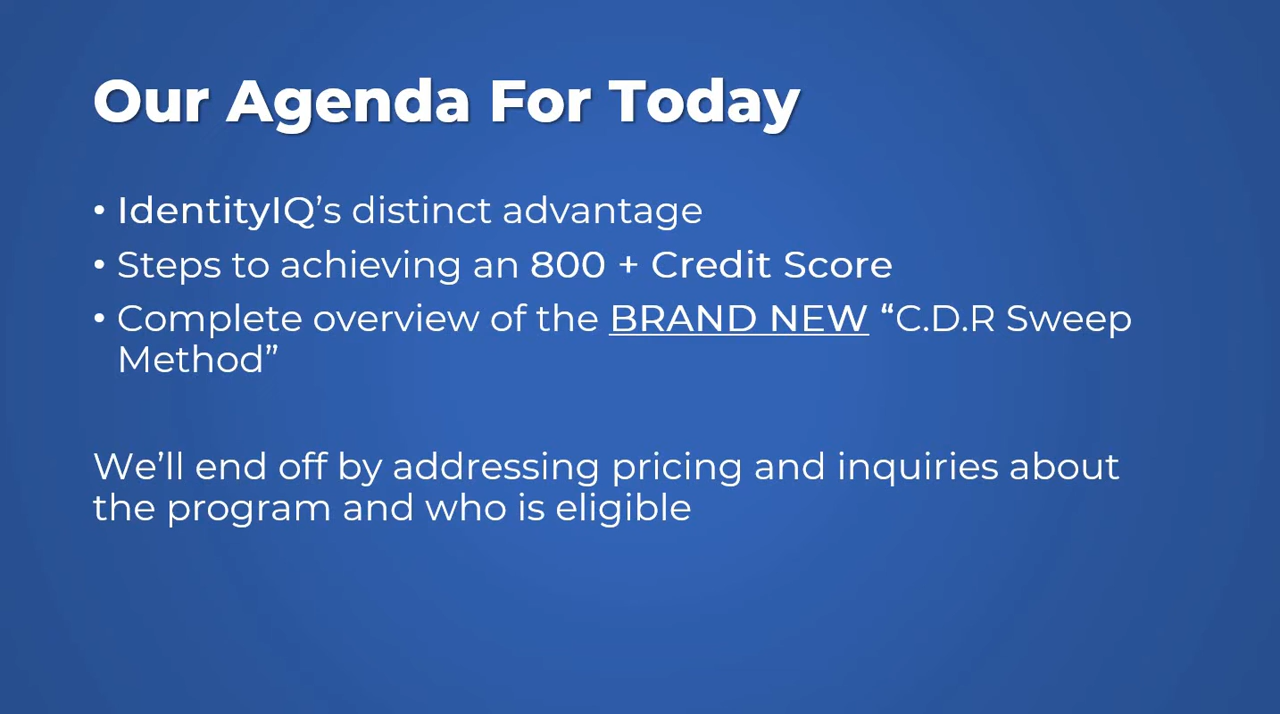 Our Agenda For Today
• IdentityIQ’s distinct advantage
• Steps to achieving an 800 + Credit Score
• Complete overview of the BRAND NEW “C.D.R Sweep
Method”
We’ll end off by addressing pricing and inquiries about
the program and who is eligible